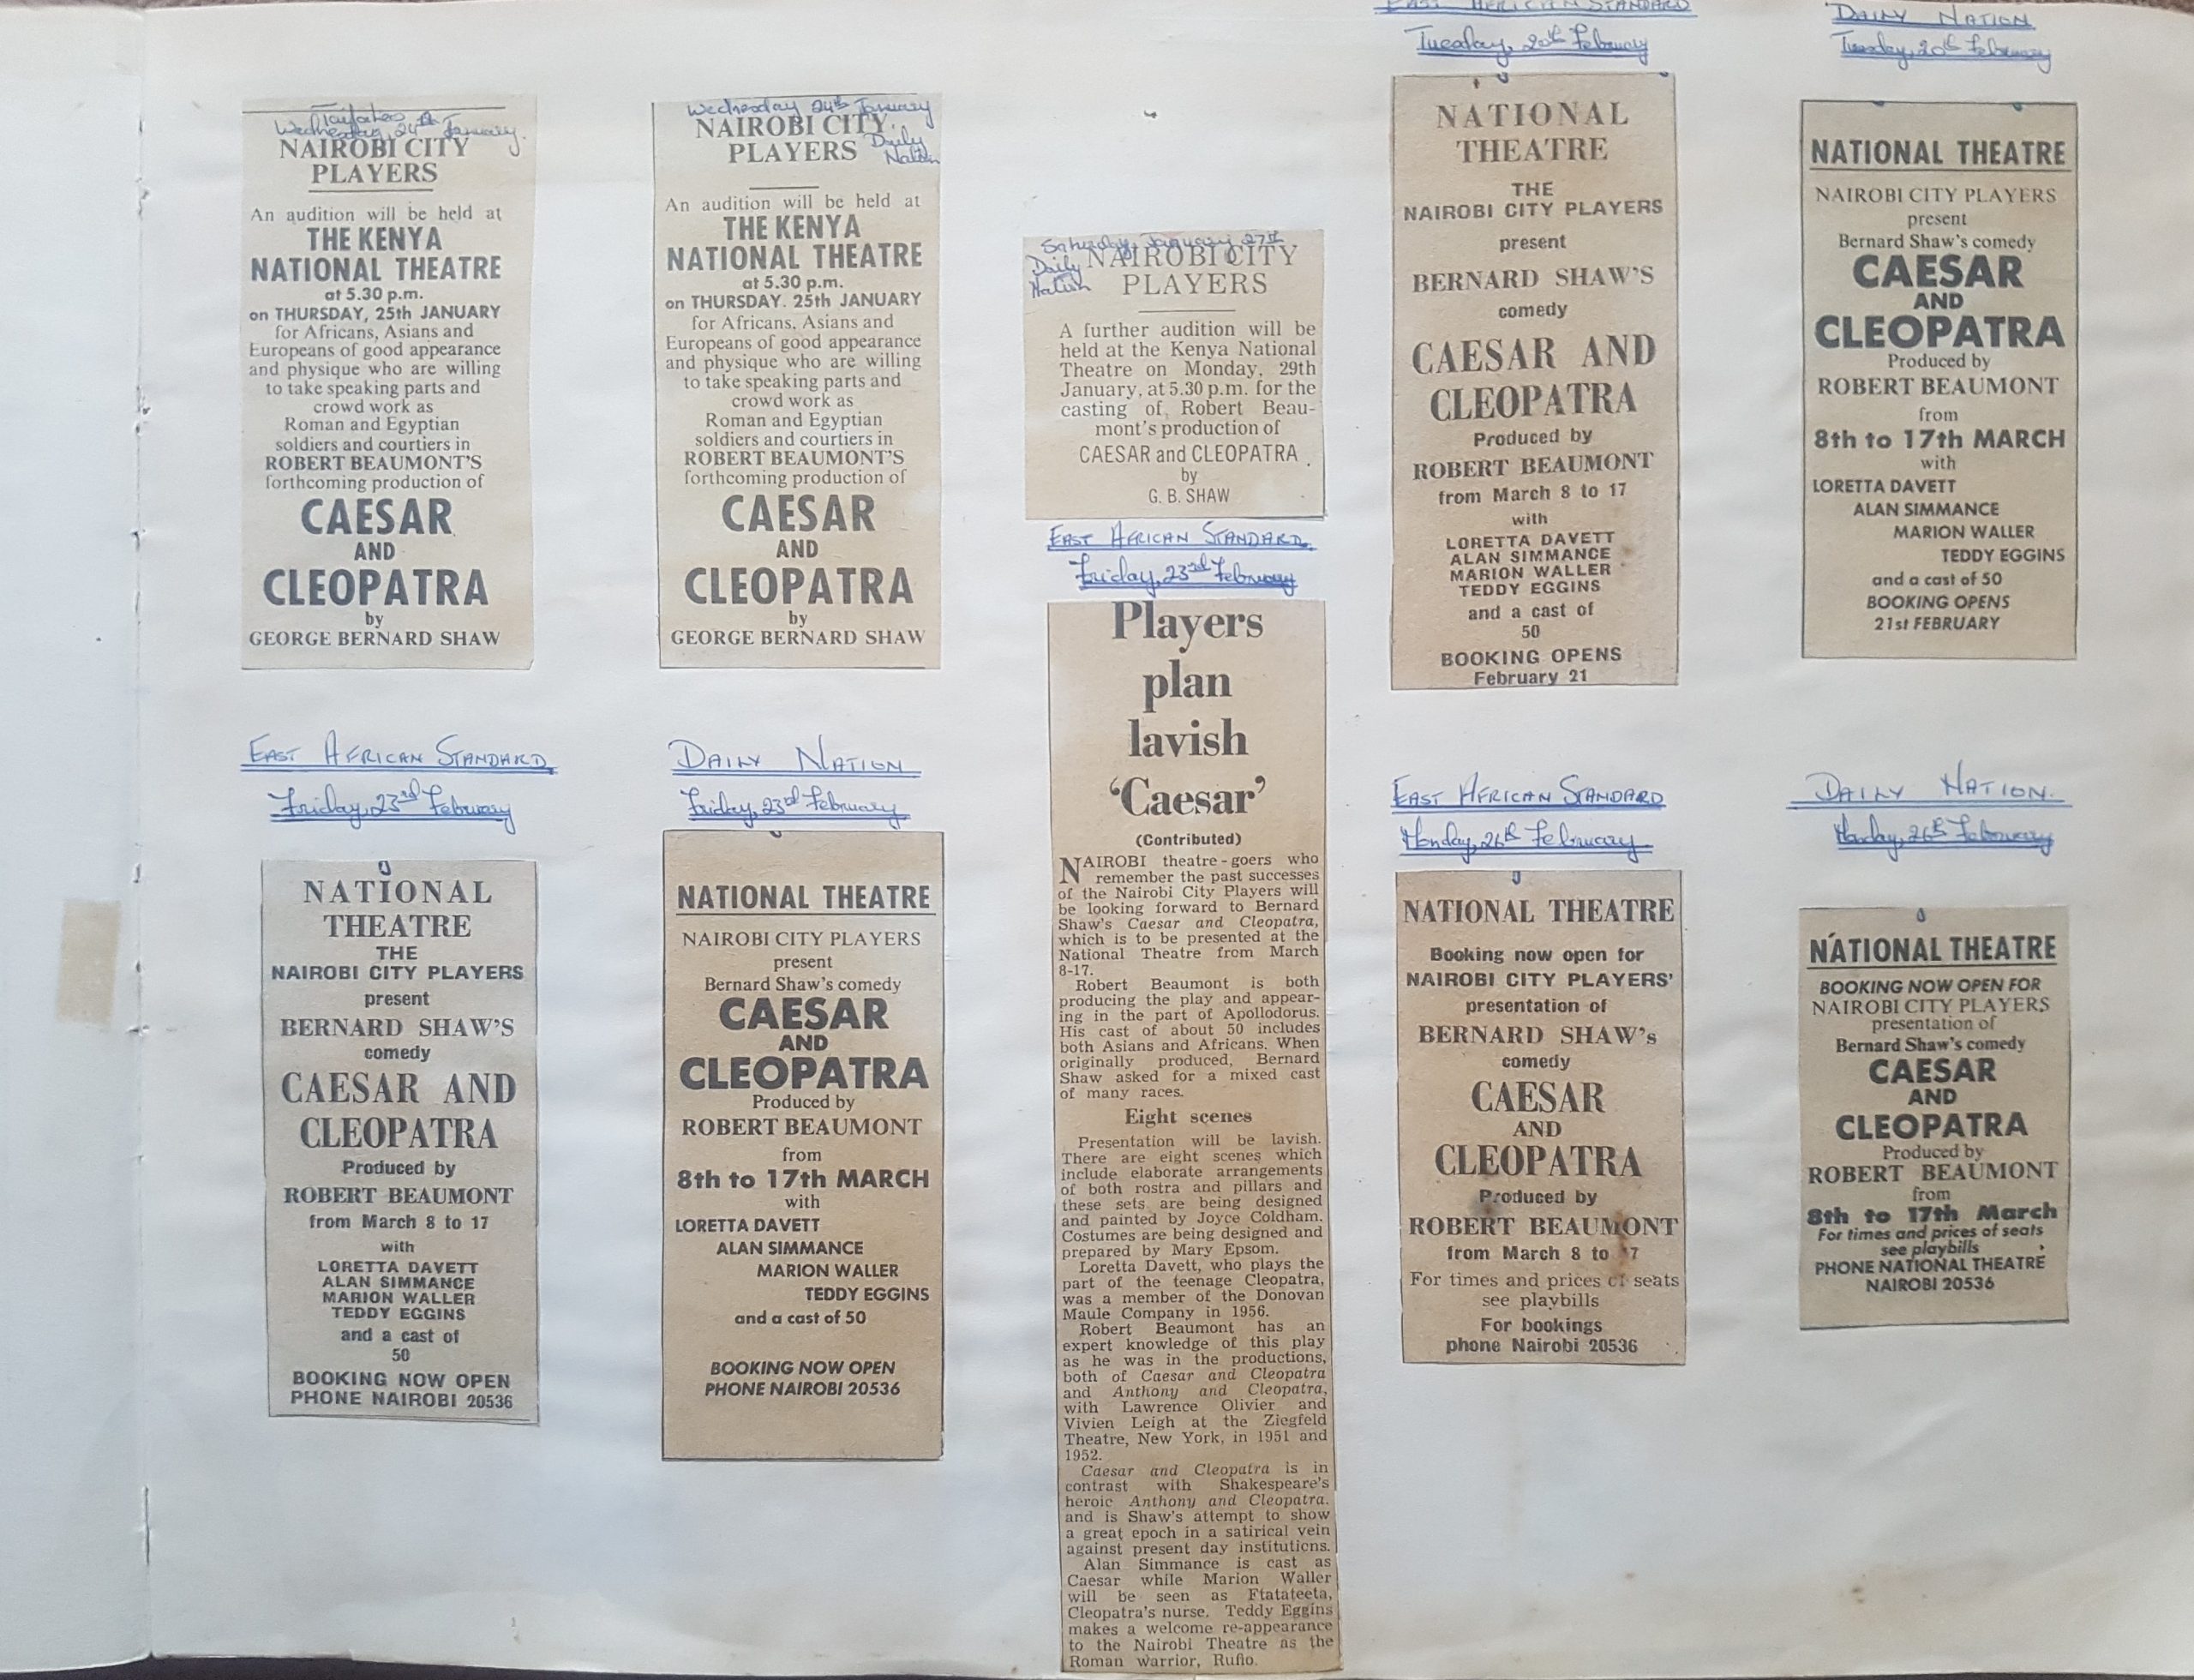 Taifaleo
Wednesday, 24th January.
NAIROBI CITY
PLAYERS
An audition will be held at
THE KENYA
NATIONAL THEATRE
at 5.30 p.m.
on THURSDAY, 25th JANUARY
for Africans, Asians and
Europeans of good appearance
and physique who are willing
to take speaking parts and
crowd work as
Roman and Egyptian
soldiers and courtiers in
ROBERT BEAUMONT'S
forthcoming production of
CAESAR
AND
CLEOPATRA
by
GEORGE BERNARD SHAW
Wednesday 24th January
Daily
Nation
NAIROBI CITY
PLAYERS
An audition will be held at
THE KENYA
NATIONAL THEATRE
at 5.30 p.m.
on THURSDAY. 25th JANUARY
for Africans, Asians and
Europeans of good appearance
and physique who are willing
to take speaking parts and
crowd work as
Roman and Egyptian
soldiers and courtiers in
ROBERT BEAUMONT'S
forthcoming production of
CAESAR
AND
CLEOPATRA
by
GEORGE BERNARD SHAW
Saturday, January 27th
Daily
Nation
NAIROBI CITY
PLAYERS
A further audition will be
held at the Kenya National
Theatre on Monday, 29th
January, at 5.30 p.m. for the
casting of Robert Beau-
mont's production of
CAESAR and CLEOPATRA
by
G. B. SHAW
EAST AFRICAN STANDARD
Tuesday, 20th February
NATIONAL
THEATRE
THE
NAIROBI CITY PLAYERS
present
BERNARD SHAW'S
comedy
CAESAR AND
CLEOPATRA
Produced by
ROBERT BEAUMONT
from March 8 to 17
with
LORETTA DAVETT
ALAN SIMMANCE
MARION WALLER
TEDDY EGGINS
and a cast of
50
BOOKING OPENS
February 21
DAILY NATION
Tuesday, 20th February
NATIONAL THEATRE
NAIROBI CITY PLAYERS
present
Bernard Shaw's comedy
CAESAR
AND
CLEOPATRA
Produced by
ROBERT BEAUMONT
from
8th to 17th MARCH
with
LORETTA DAVETT
ALAN SIMMANCE
MARION WALLER
TEDDY EGGINS
and a cast of 50
BOOKING OPENS
21st FEBRUARY
EAST AFRICAN STANDARD
Friday, 23rd February
NATIONAL
THEATRE
THE
NAIROBI CITY PLAYERS
present
BERNARD SHAW'S
comedy
CAESAR AND
CLEOPATRA
Produced by
ROBERT BEAUMONT
from March 8 to 17
with
LORETTA DAVETT
ALAN SIMMANCE
MARION WALLER
TEDDY EGGINS
and a cast of
50
BOOKING NOW OPEN
PHONE NAIROBI 20536
DAILY NATION
Friday, 23rd February
NATIONAL THEATRE
NAIROBI CITY PLAYERS
present
Bernard Shaw's comedy
CAESAR
AND
CLEOPATRA
Produced by
ROBERT BEAUMONT
from
8th to 17th MARCH
with
LORETTA DAVETT
ALAN SIMMANCE
MARION WALLER
TEDDY EGGINS
and a cast of 50
BOOKING NOW OPEN
PHONE NAIROBI 20536
EAST AFRICAN STANDARD
Friday, 23rd February
Players
plan
lavish
'Caesar'
(Contributed)
NAIROBI theatre-goers who
remember the past successes
of the Nairobi City Players will
be looking forward to Bernard
Shaw's Caesar and Cleopatra,
which is to be presented at the
National Theatre from March
8-17.
Robert Beaumont is both
producing the play and appear-
ing in the part of Apollodorus.
His cast of about 50 includes
both Asians and Africans. When
originally produced, Bernard
Shaw asked for a mixed cast
of many races.
Eight scenes
Presentation will be lavish.
There are eight scenes which
include elaborate arrangements
of both rostra and pillars and
these sets are being designed
and painted by Joyce Coldham.
Costumes are being designed and
prepared by Mary Epsom.
Loretta Davett, who plays the
part of the teenage Cleopatra,
was a member of the Donovan
Maule Company in 1956.
Robert Beaumont has an
expert knowledge of this play
as he was in the productions,
both of Caesar and Cleopatra
and Anthony and Cleopatra,
with Lawrence Olivier and
Vivien Leigh at the Ziegfeld
Theatre, New York, in 1951 and
1952.
Caesar and Cleopatra is in
contrast with Shakespeare's
heroic Anthony and Cleopatra.
and is Shaw's attempt to show
a great epoch in a satirical vein
against present day institutions.
Alan Simmance is cast as
Caesar while Marion Waller
will be seen as Ftatateeta,
Cleopatra's nurse. Teddy Eggins
makes a welcome re-appearance
to the Nairobi Theatre as the
Roman warrior, Rufio.
EAST AFRICAN STANDARD
Monday, 26th February
NATIONAL THEATRE
Booking now open for
NAIROBI CITY PLAYERS'
presentation of
BERNARD SHAW's
comedy
CAESAR
AND
CLEOPATRA
Produced by
ROBERT BEAUMONT
from March 8 to 17
For times and prices of seats
see playbills
For bookings
phone Nairobi 20536
DAILY NATION.
Monday, 26th February
NATIONAL THEATRE
BOOKING NOW OPEN FOR
NAIROBI CITY PLAYERS
presentation of
Bernard Shaw's comedy
CAESAR
AND
CLEOPATRA
Produced by
ROBERT BEAUMONT
from
8th to 17th March
For times and prices of seats
see playbills
PHONE NATIONAL THEATRE
NAIROBI 20536